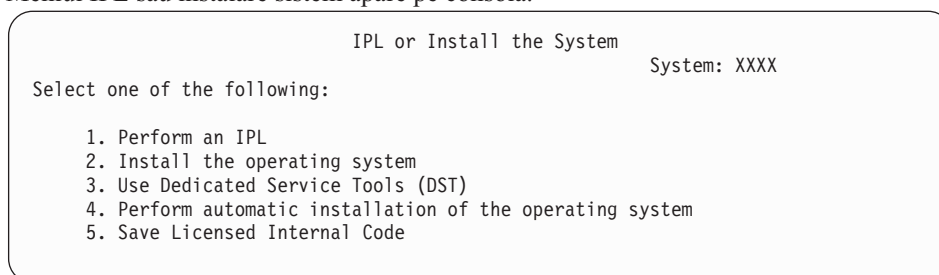 Meniul IPL sau instalare sistem apare pe consolă.
IPL or Install the System
System: XXXX
Select one of the following:
1. Perform an IPL
2. Install the operating system
3. Use Dedicated Service Tools (DST)
4. Perform automatic installation of the operating system
5. Save Licensed Internal Code